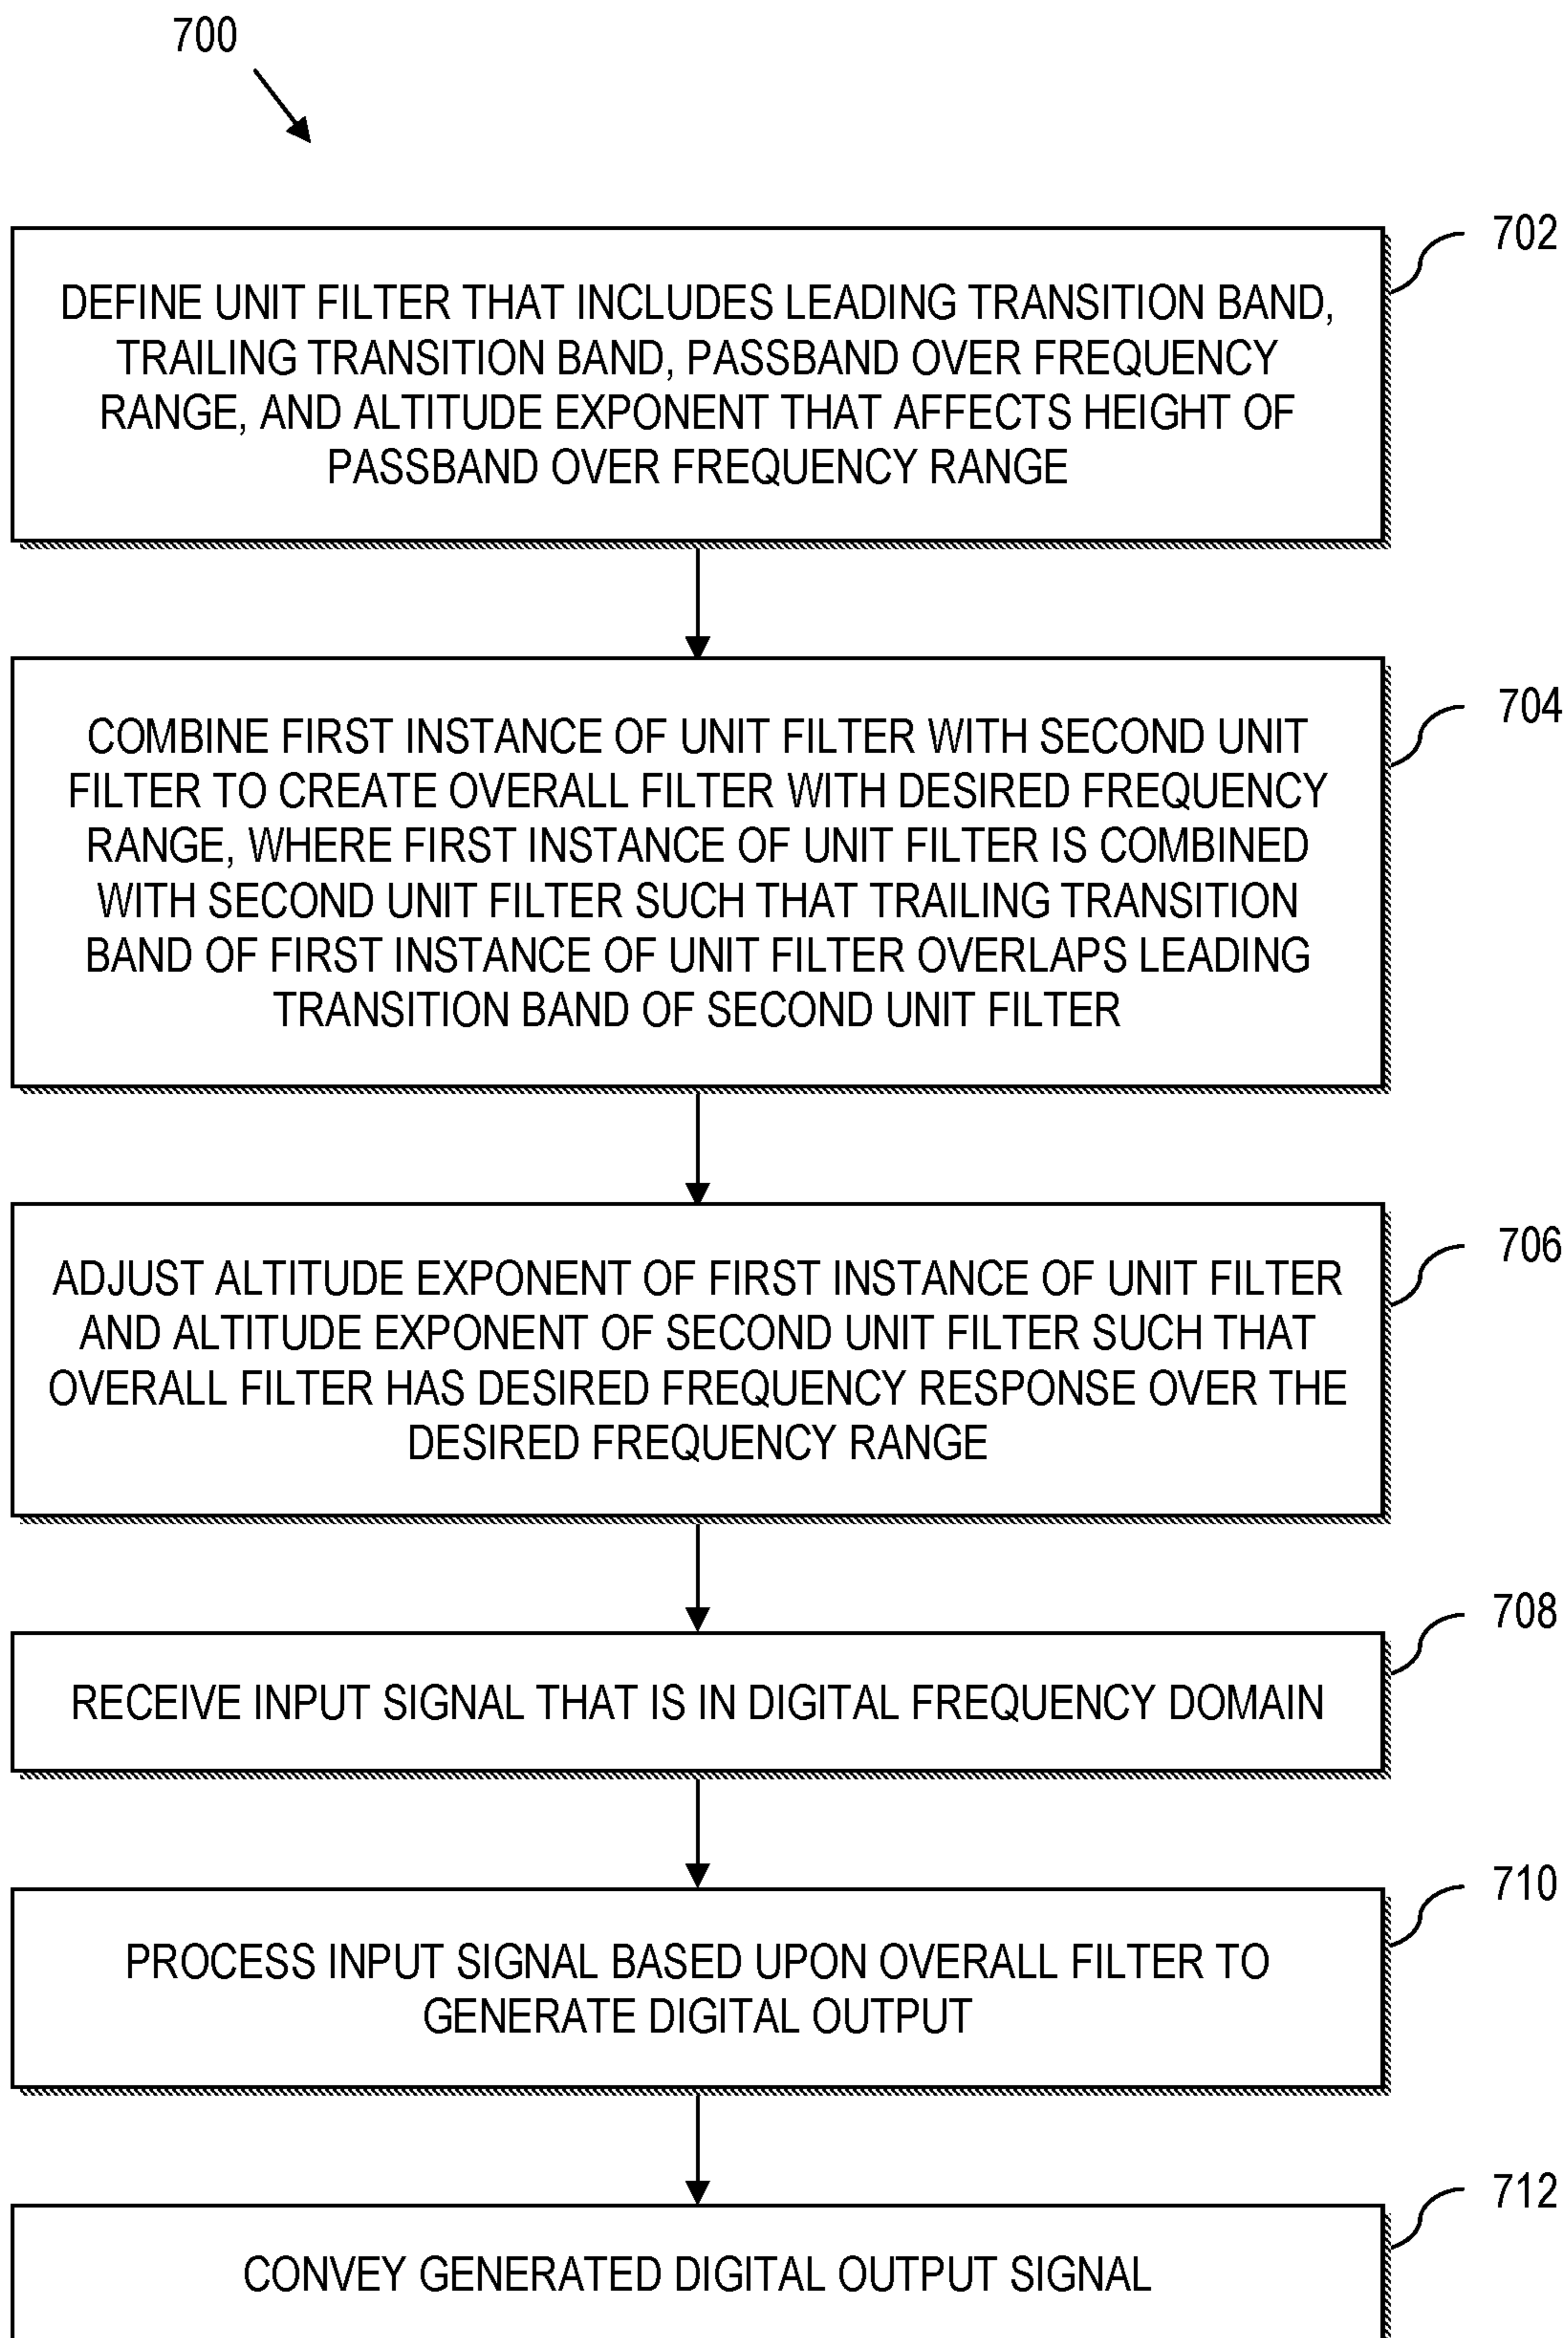 700
702
DEFINE UNIT FILTER THAT INCLUDES LEADING TRANSITION BAND,
TRAILING TRANSITION BAND, PASSBAND OVER FREQUENCY
RANGE, AND ALTITUDE EXPONENT THAT AFFECTS HEIGHT OF
PASSBAND OVER FREQUENCY RANGE
704
COMBINE FIRST INSTANCE OF UNIT FILTER WITH SECOND UNIT
FILTER TO CREATE OVERALL FILTER WITH DESIRED FREQUENCY
RANGE, WHERE FIRST INSTANCE OF UNIT FILTER IS COMBINED
WITH SECOND UNIT FILTER SUCH THAT TRAILING TRANSITION
BAND OF FIRST INSTANCE OF UNIT FILTER OVERLAPS LEADING
TRANSITION BAND OF SECOND UNIT FILTER
706
ADJUST ALTITUDE EXPONENT OF FIRST INSTANCE OF UNIT FILTER
AND ALTITUDE EXPONENT OF SECOND UNIT FILTER SUCH THAT
OVERALL FILTER HAS DESIRED FREQUENCY RESPONSE OVER THE
DESIRED FREQUENCY RANGE
708
RECEIVE INPUT SIGNAL THAT IS IN DIGITAL FREQUENCY DOMAIN
710
PROCESS INPUT SIGNAL BASED UPON OVERALL FILTER TO
GENERATE DIGITAL OUTPUT
712
CONVEY GENERATED DIGITAL OUTPUT SIGNAL